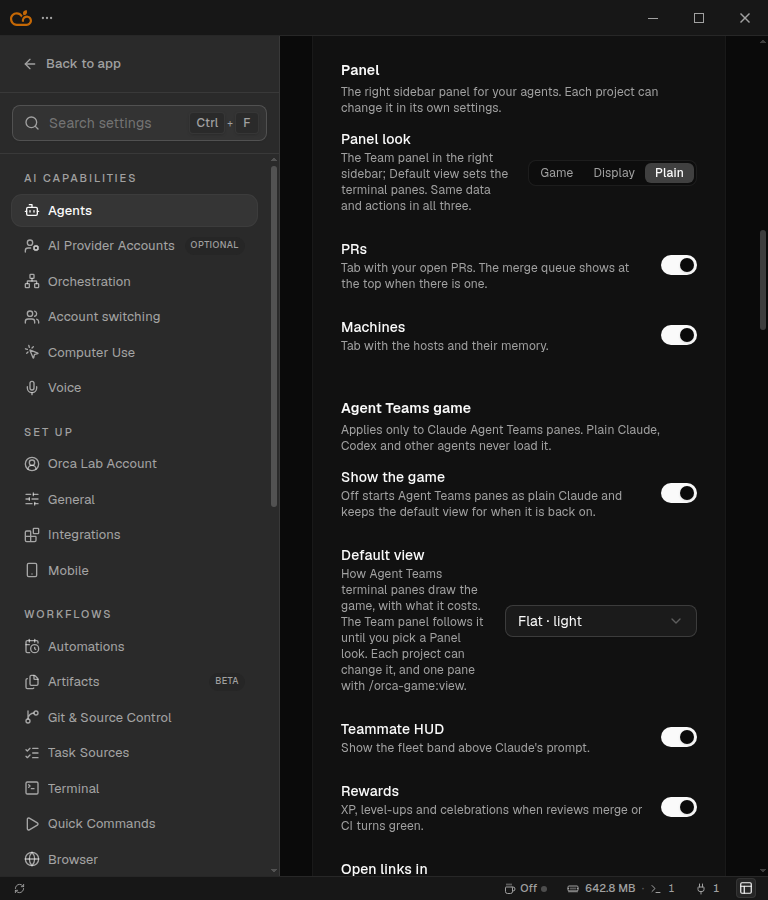 Back to app
Search settings
Ctrl + F
AI CAPABILITIES
Agents
AI Provider Accounts OPTIONAL
Orchestration
Account switching
Computer Use
Voice
SET UP
Orca Lab Account
General
Integrations
Mobile
WORKFLOWS
Automations
Artifacts BETA
Git & Source Control
Task Sources
Terminal
Quick Commands
Browser
Panel
The right sidebar panel for your agents. Each project can
change it in its own settings.
Panel look
The Team panel in the right
sidebar; Default view sets the
terminal panes. Same data
and actions in all three.
Game Display Plain
PRs
Tab with your open PRs. The merge queue shows at
the top when there is one.
Machines
Tab with the hosts and their memory.
Agent Teams game
Applies only to Claude Agent Teams panes. Plain Claude,
Codex and other agents never load it.
Show the game
Off starts Agent Teams panes as plain Claude and
keeps the default view for when it is back on.
Default view
How Agent Teams
terminal panes draw the
game, with what it costs.
The Team panel follows it
until you pick a Panel
look. Each project can
change it, and one pane
with /orca-game:view.
Flat · light
Teammate HUD
Show the fleet band above Claude's prompt.
Rewards
XP, level-ups and celebrations when reviews merge or
CI turns green.
Open links in
Off 642.8 MB · 1 1